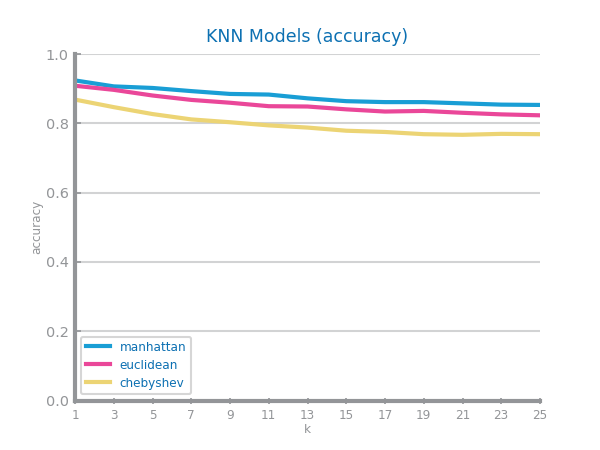 KNN Models (accuracy)
1.0
0.8
0.6
0.4
0.2
0.0
accuracy
manhattan
euclidean
chebyshev
1 3 5 7 9 11 13 15 17 19 21 23 25
k